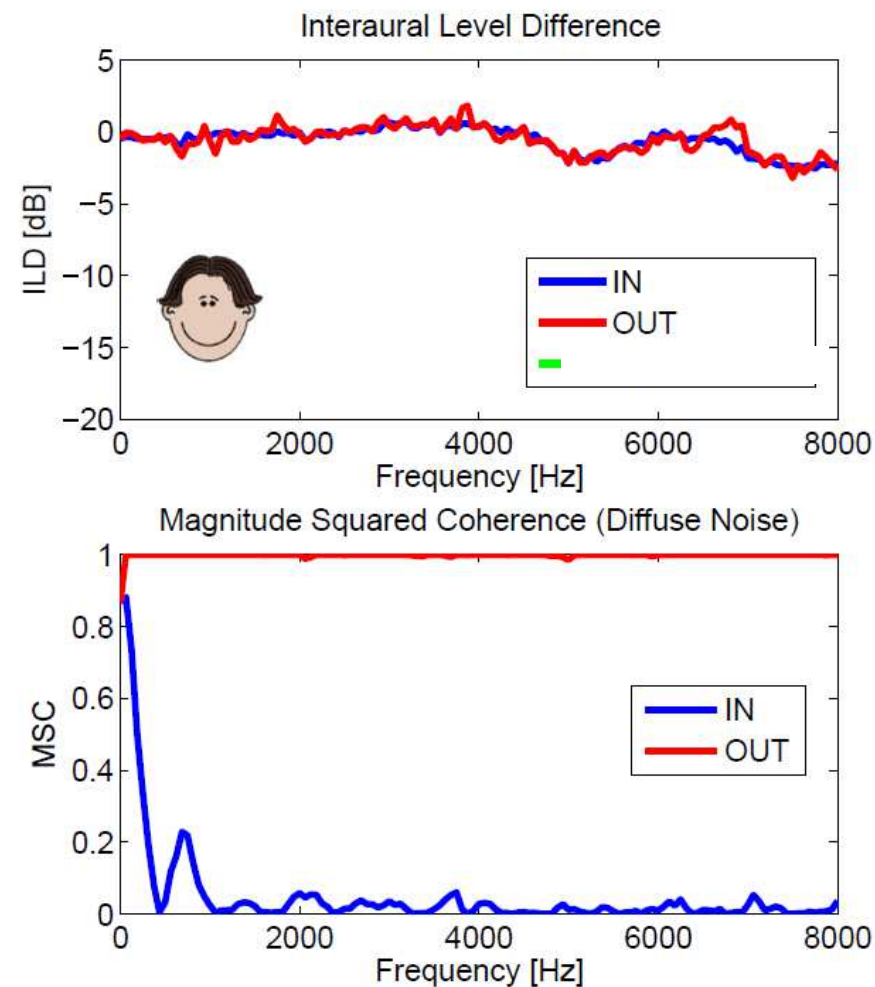 Interaural Level Difference
5
0
−5
−10
−15
−20
ILD [dB]
IN
OUT
0 2000 4000 6000 8000
Frequency [Hz]
Magnitude Squared Coherence (Diffuse Noise)
1
0.8
0.6
0.4
0.2
0
MSC
IN
OUT
0 2000 4000 6000 8000
Frequency [Hz]